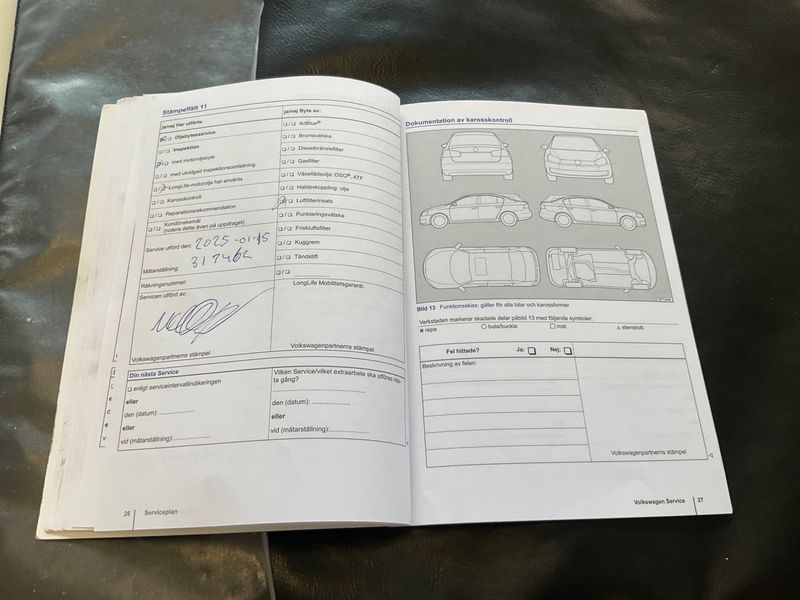 Stämpelfält 11
ja/nej Har utförts:
❑/❑ Oljebytesservice
❑/❑ Inspektion
❑/❑ med motoroljebyte
❑/❑ med utvidgad inspektionsomfattning
❑/❑ LongLife-motorolja har använts
❑/❑ Karosskontroll
❑/❑ Reparationsrekommendation
❑/❑ Kundönskemål
(notera detta även på uppdraget)
Service utförd den: 2025-01-15
Mätarställning: 317462
Räkningsnummer:
Servicen utförd av:
Volkswagenpartnerns stämpel
ja/nej Byte av:
❑/❑ AdBlue®
❑/❑ Bromsvätska
❑/❑ Dieselbränslefilter
❑/❑ Gasfilter
❑/❑ Växellådsolja: DSG®, ATF
❑/❑ Haldexkoppling: olja
❑/❑ Luftfilterinsats
❑/❑ Punkteringsvätska
❑/❑ Friskluftsfilter
❑/❑ Kuggrem
❑/❑ Tändstift
❑/❑ ............
LongLife Mobilitetsgaranti:
Volkswagenpartnerns stämpel
Din nästa Service
❑ enligt serviceintervallindikeringen
eller
den (datum): ............
eller
vid (mätarställning): ............
Vilken Service/vilket extraarbete ska utföras näs-
ta gång?
............
den (datum): ............
eller
vid (mätarställning): ............
26 Serviceplan
Dokumentation av karosskontroll
Bild 13 Funktionsskiss: gäller för alla bilar och karossformer
Verkstaden markerar skadade delar på bild 13 med följande symboler:
× repa ○ bula/buckla □ rost △ stenskott
Fel hittade? Ja: ❑ Nej: ❑
Beskrivning av felen:
Volkswagenpartnerns stämpel
Volkswagen Service 27